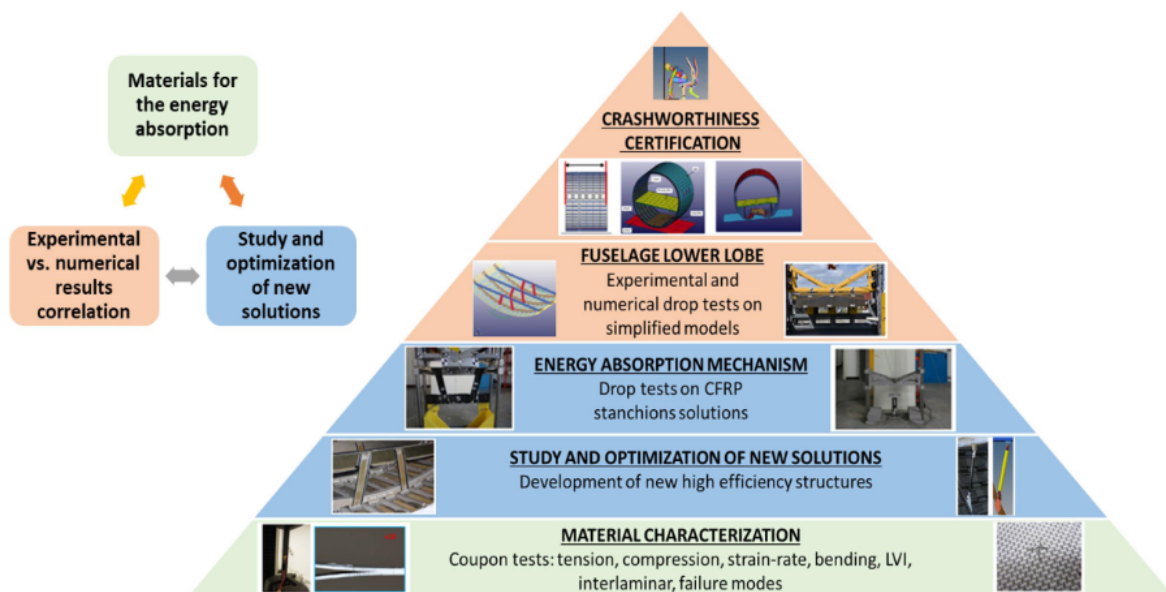 Materials for
the energy
absorption
Experimental
vs. numerical
results
correlation
Study and
optimization
of new
solutions
CRASHWORTHINESS
CERTIFICATION
FUSELAGE LOWER LOBE
Experimental and
numerical drop tests on
simplified models
ENERGY ABSORPTION MECHANISM
Drop tests on CFRP
stanchions solutions
STUDY AND OPTIMIZATION OF NEW SOLUTIONS
Development of new high efficiency structures
MATERIAL CHARACTERIZATION
Coupon tests: tension, compression, strain-rate, bending, LVI,
interlaminar, failure modes